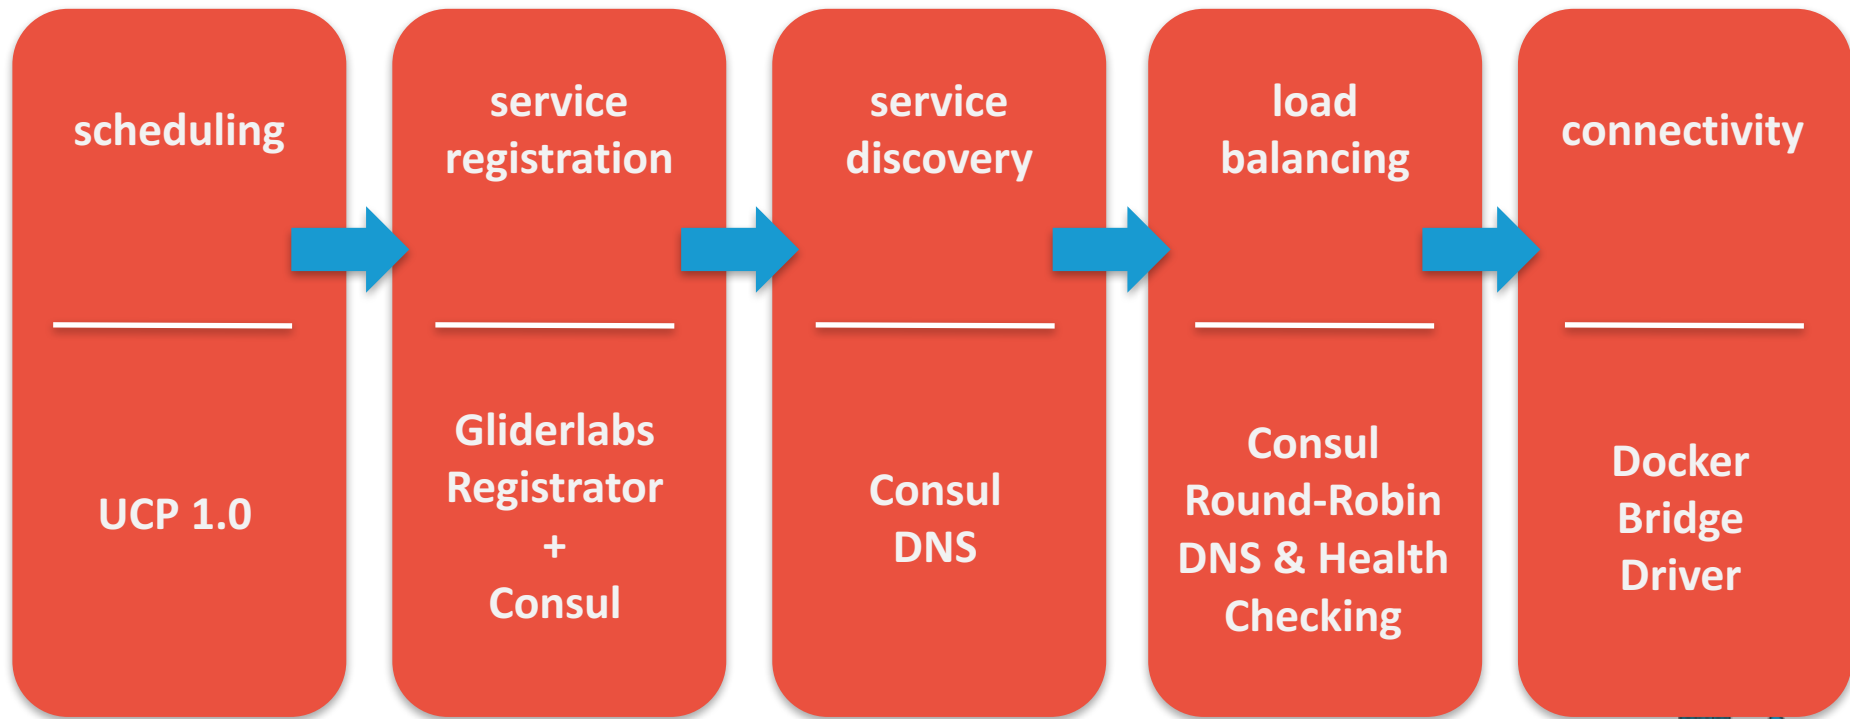 scheduling
UCP 1.0
service
registration
Gliderlabs
Registrator
+
Consul
service
discovery
Consul
DNS
load
balancing
Consul
Round-Robin
DNS & Health
Checking
connectivity
Docker
Bridge
Driver